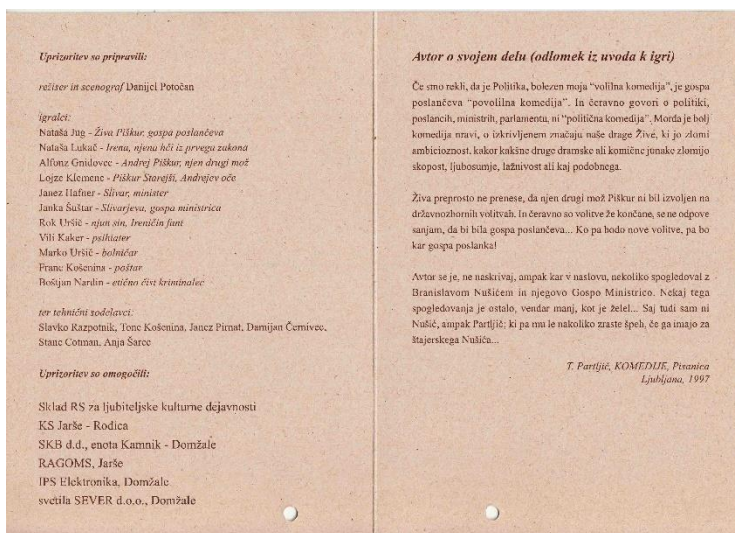 Uprizoritev so pripravili:
režiser in scenograf Danijel Potočan
igralci:
Nataša Jug - Živa Piškur, gospa poslančeva
Nataša Lukač - Irena, njena hči iz prvega zakona
Alfonz Gnidovec - Andrej Piškur, njen drugi mož
Lojze Klemenc - Piškur Starejši, Andrejev oče
Janez Hafner - Slivar, minister
Janka Šuštar - Slivarjeva, gospa ministrica
Rok Uršič - njun sin, Ireničin fant
Vili Kaker - psihiater
Marko Uršič - bolničar
Franc Košenina - poštar
Boštjan Nardin - etično čist kriminalec
ter tehnični sodelavci:
Slavko Razpotnik, Tone Košenina, Janez Pirnat, Damijan Černivec,
Stane Cotman, Anja Šarec
Uprizoritev so omogočili:
Sklad RS za ljubiteljske kulturne dejavnosti
KS Jarše - Rodica
SKB d.d., enota Kamnik - Domžale
RAGOMS, Jarše
IPS Elektronika, Domžale
svetila SEVER d.o.o., Domžale
Avtor o svojem delu (odlomek iz uvoda k igri)
Če smo rekli, da je Politika, bolezen moja “volilna komedija”, je gospa
poslančeva “povolilna komedija”. In čeravno govori o politiki,
poslancih, ministrih, parlamentu, ni “politična komedija”. Morda je bolj
komedija nravi, o izkrivljenem značaju naše drage Žive, ki jo zlomi
ambicioznost, kakor kakšne druge dramske ali komične junake zlomijo
skopost, ljubosumje, lažnivost ali kaj podobnega.
Živa preprosto ne prenese, da njen drugi mož Piškur ni bil izvoljen na
državnozbornih volitvah. In čeravno so volitve že končane, se ne odpove
sanjam, da bi bila gospa poslančeva... Ko pa bodo nove volitve, pa bo
kar gospa poslanka!
Avtor se je, ne naskrivaj, ampak kar v naslovu, nekoliko spogledoval z
Branislavom Nušićem in njegovo Gospo Ministrico. Nekaj tega
spogledovanja je ostalo, vendar manj, kot je želel... Saj tudi sam ni
Nušić, ampak Partljič; ki pa mu le nakoliko zraste špeh, če ga imajo za
štajerskega Nušića...
T. Partljič, KOMEDIJE, Pisanica
Ljubljana, 1997